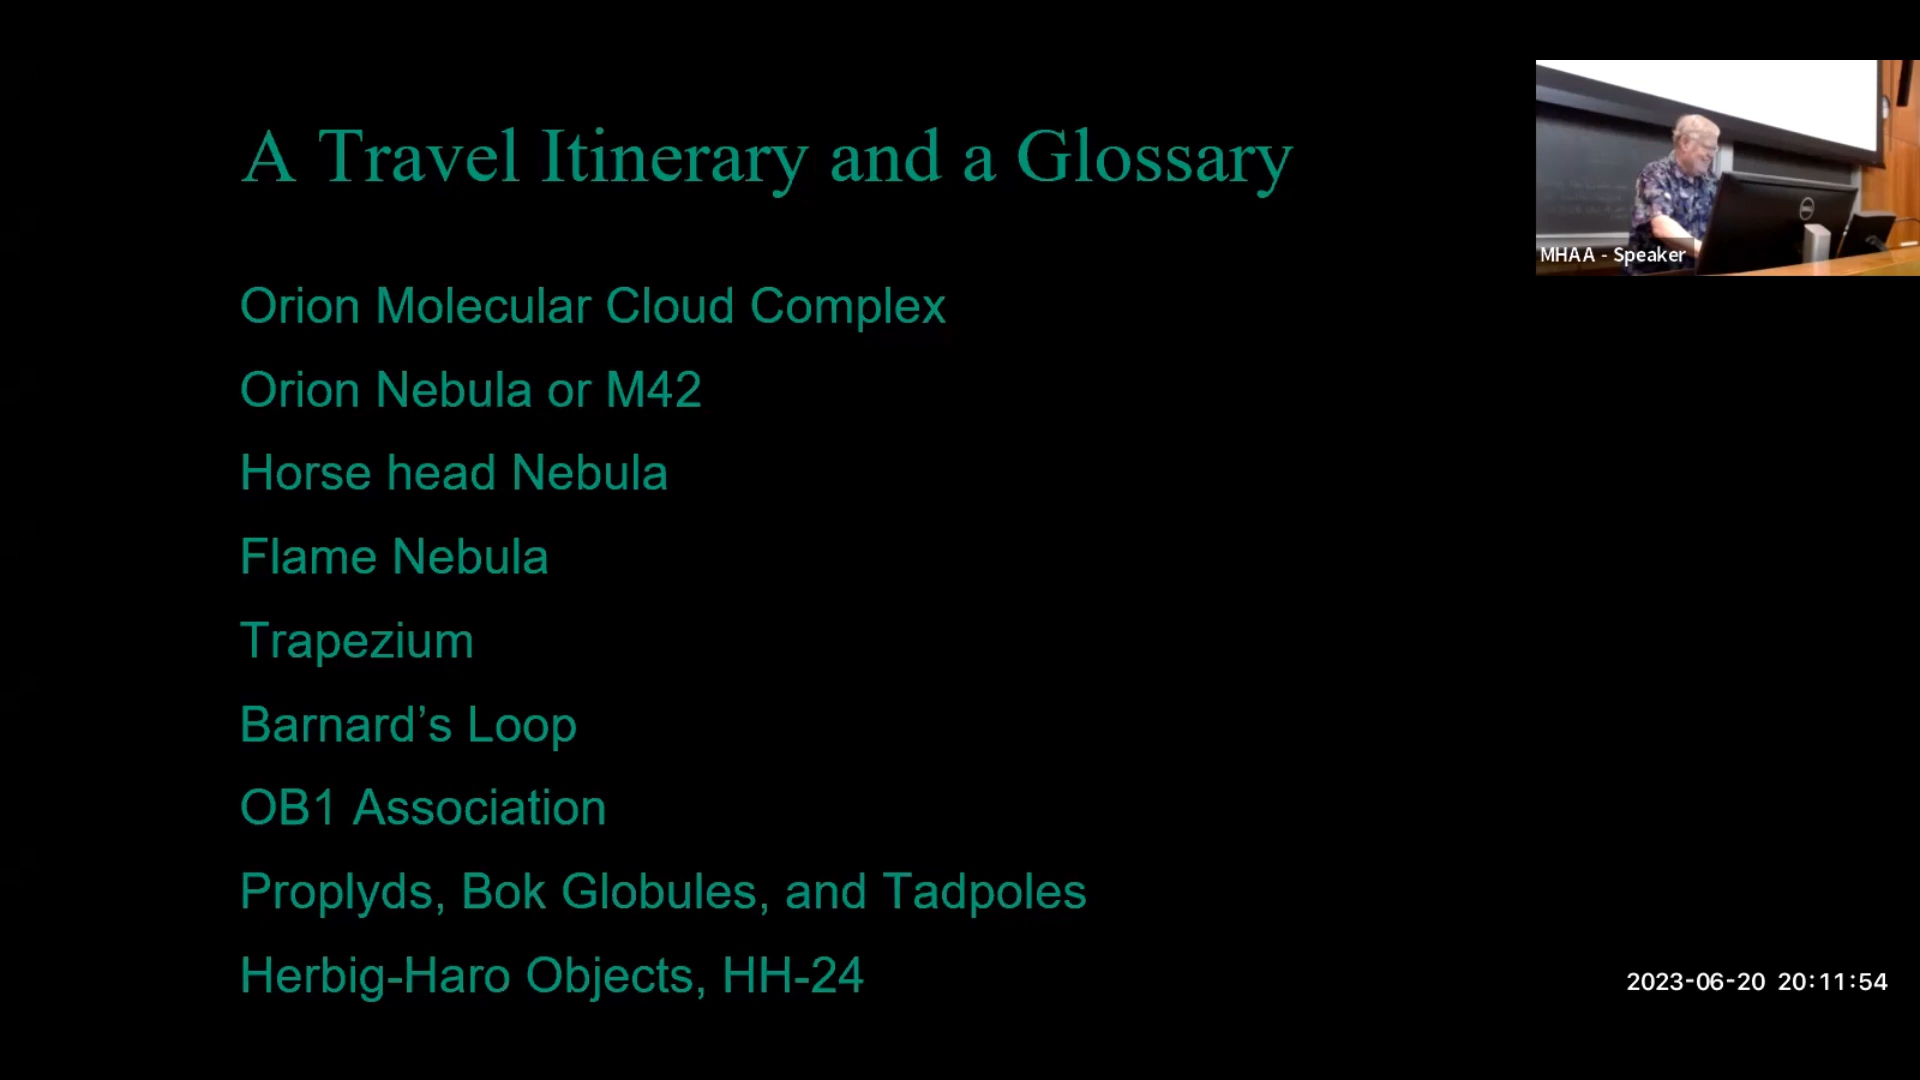 A Travel Itinerary and a Glossary
Orion Molecular Cloud Complex
Orion Nebula or M42
Horse head Nebula
Flame Nebula
Trapezium
Barnard’s Loop
OB1 Association
Proplyds, Bok Globules, and Tadpoles
Herbig-Haro Objects, HH-24
MHAA - Speaker
DELL
2023-06-20 20:11:54